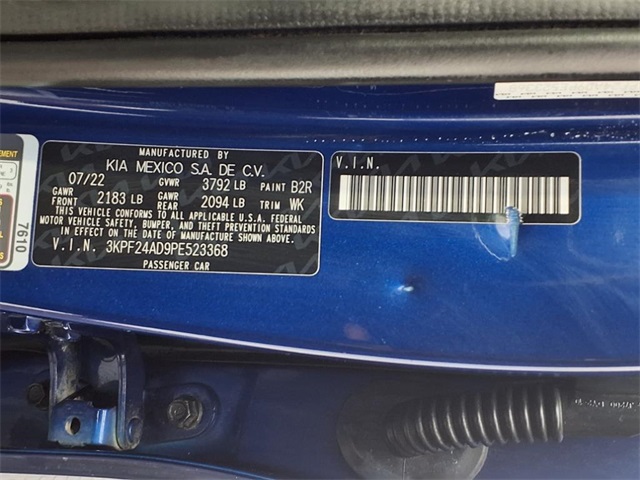 MANUFACTURED BY
KIA MEXICO S.A. DE C.V.
07/22 GVWR 3792 LB PAINT B2R
GAWR FRONT 2183 LB GAWR REAR 2094 LB TRIM WK
THIS VEHICLE CONFORMS TO ALL APPLICABLE U.S.A. FEDERAL
MOTOR VEHICLE SAFETY, BUMPER, AND THEFT PREVENTION STANDARDS
IN EFFECT ON THE DATE OF MANUFACTURE SHOWN ABOVE.
V.I.N. 3KPF24AD9PE523368
PASSENGER CAR
V.I.N.
7610